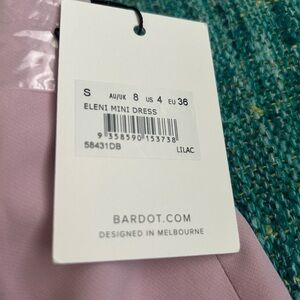 S AU/UK 8 US 4 EU 36
ELENI MINI DRESS
9 358590 153738
58431DB LILAC
BARDOT.COM
DESIGNED IN MELBOURNE